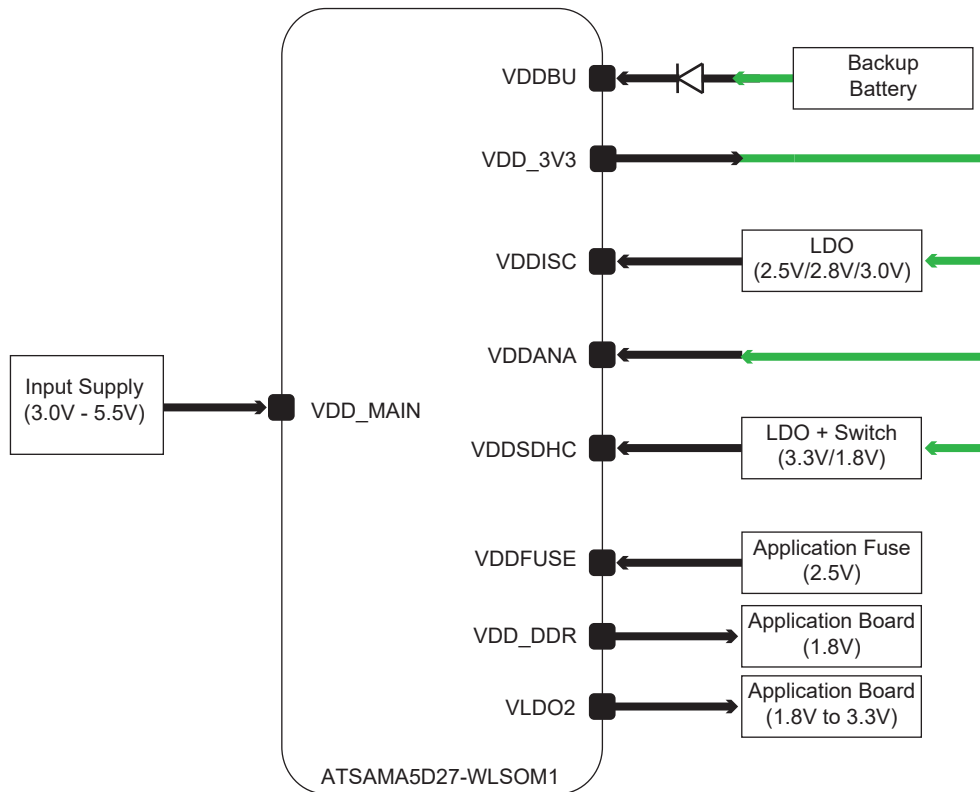 VDDBU
Backup
Battery
VDD_3V3
VDDISC
LDO
(2.5V/2.8V/3.0V)
VDDANA
Input Supply
(3.0V - 5.5V)
VDD_MAIN
VDDSDHC
LDO + Switch
(3.3V/1.8V)
VDDFUSE
Application Fuse
(2.5V)
VDD_DDR
Application Board
(1.8V)
VLDO2
Application Board
(1.8V to 3.3V)
ATSAMA5D27-WLSOM1